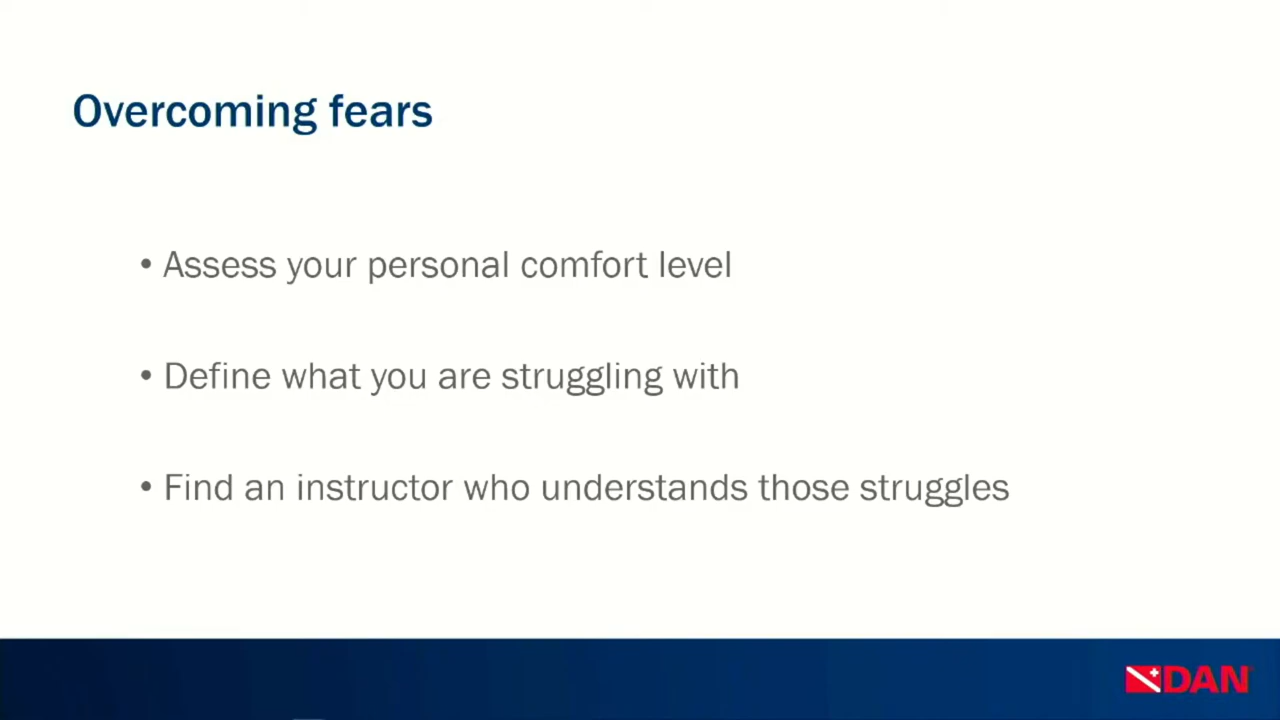 Overcoming fears
• Assess your personal comfort level
• Define what you are struggling with
• Find an instructor who understands those struggles
DAN